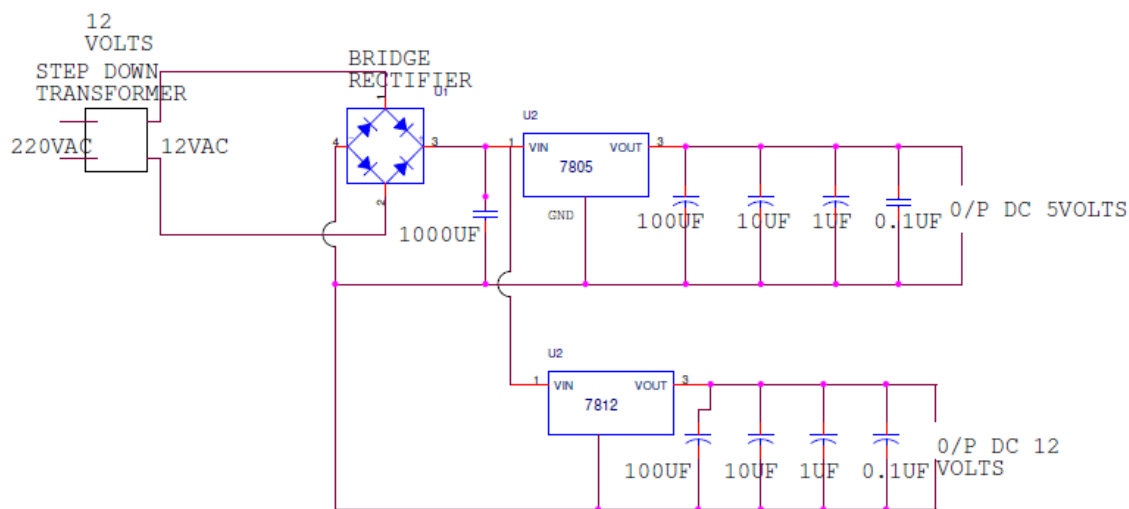 12
VOLTS
STEP DOWN
TRANSFORMER
220VAC
12VAC
BRIDGE
RECTIFIER
U1
1
4
3
2
1000UF
U2
1
VIN
VOUT
3
7805
GND
100UF
10UF
1UF
0.1UF
O/P DC 5VOLTS
U2
1
VIN
VOUT
3
7812
100UF
10UF
1UF
0.1UF
O/P DC 12
VOLTS